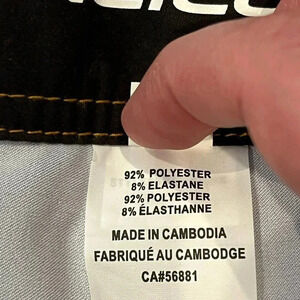 92% POLYESTER
8% ELASTANE
92% POLYESTER
8% ÉLASTHANNE
MADE IN CAMBODIA
FABRIQUÉ AU CAMBODGE
CA#56881